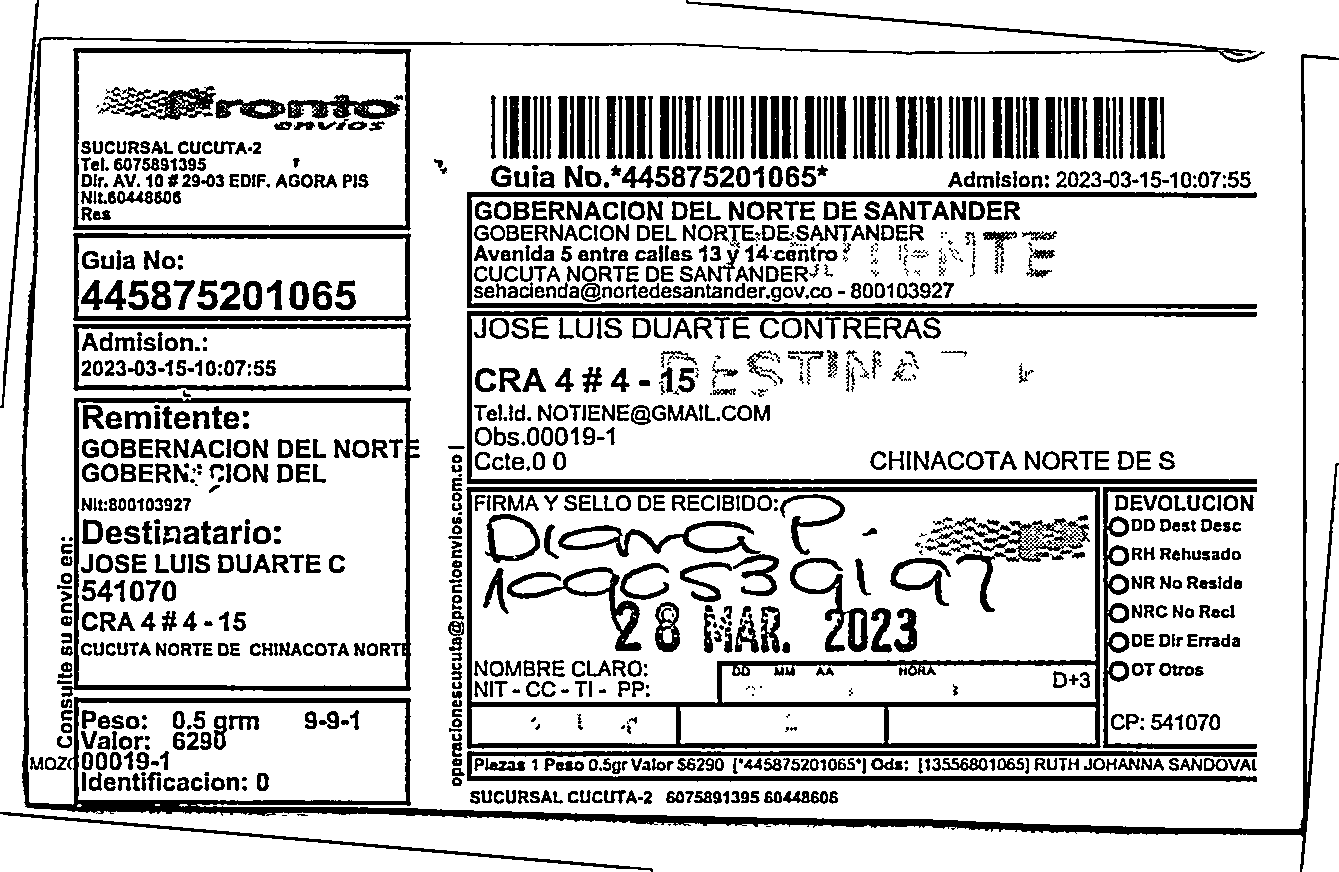 Pronto
envios
SUCURSAL CUCUTA-2
Tel. 6075891395
Dir. AV. 10 # 29-03 EDIF. AGORA PIS
Nit.60448606
Res
Guia No:
445875201065
Admision.:
2023-03-15-10:07:55
Remitente:
GOBERNACION DEL NORTE
GOBERNACION DEL
Nit:800103927
Destinatario:
JOSE LUIS DUARTE C
541070
CRA 4 # 4 - 15
CUCUTA NORTE DE CHINACOTA NORTE
Peso: 0.5 grm 9-9-1
Valor: 6290
00019-1
Identificacion: 0
Consulte su envio en:
MOZO
operacionescucuta@prontoenvios.com.co |
Guia No.*445875201065*
Admision: 2023-03-15-10:07:55
GOBERNACION DEL NORTE DE SANTANDER
GOBERNACION DEL NORTE DE SANTANDER
Avenida 5 entre calles 13 y 14 centro
CUCUTA NORTE DE SANTANDER
sehacienda@nortedesantander.gov.co - 800103927
JOSE LUIS DUARTE CONTRERAS
CRA 4 # 4 - 15
Tel.Id. NOTIENE@GMAIL.COM
Obs.00019-1
Ccte.0 0
CHINACOTA NORTE DE S
FIRMA Y SELLO DE RECIBIDO:
Diana P
28 MAR. 2023
NOMBRE CLARO:
NIT - CC - TI - PP:
DD MM AA HORA
D+3
DEVOLUCION
DD Dest Desc
RH Rehusado
NR No Reside
NRC No Recl
DE Dir Errada
OT Otros
CP: 541070
Piezas 1 Peso 0.5gr Valor $6290 [*445875201065*] Ods: [13556801065] RUTH JOHANNA SANDOVAL
SUCURSAL CUCUTA-2 6075891395 60448606